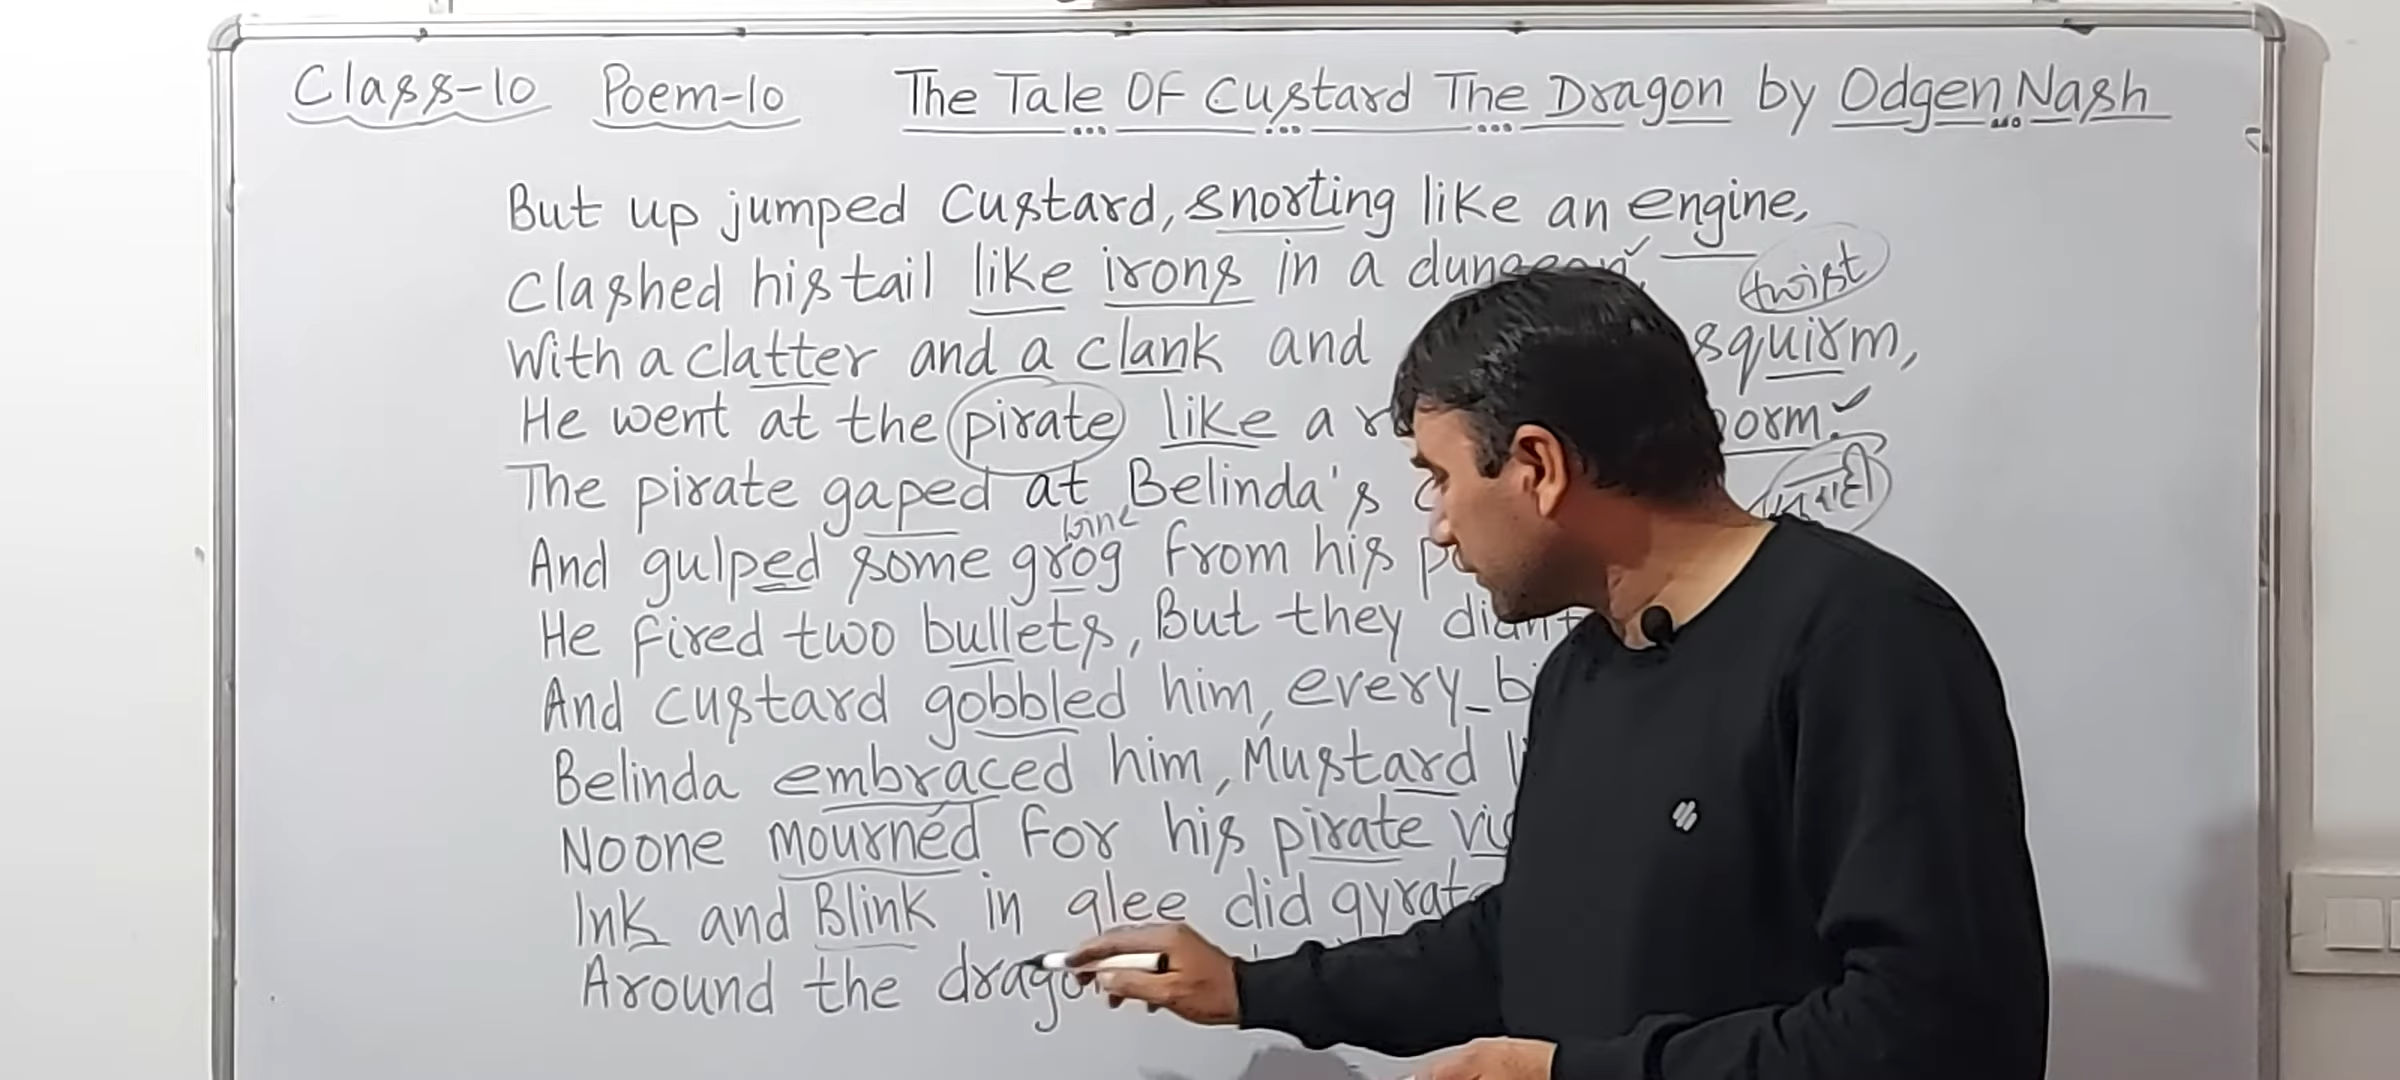 Class-10 Poem-10 The Tale OF Custard The Dragon by Odgen Nash
But up jumped Custard, snorting like an engine,
Clashed his tail like irons in a dungeon,
twist
With a clatter and a clank and squirm,
He went at the pirate like a
The pirate gaped at Belinda's
wine
And gulped some grog from his
He fired two bullets, But they didn't
And custard gobbled him, every
Belinda embraced him, Mustard
Noone mourned for his pirate
Ink and Blink in glee did
Around the